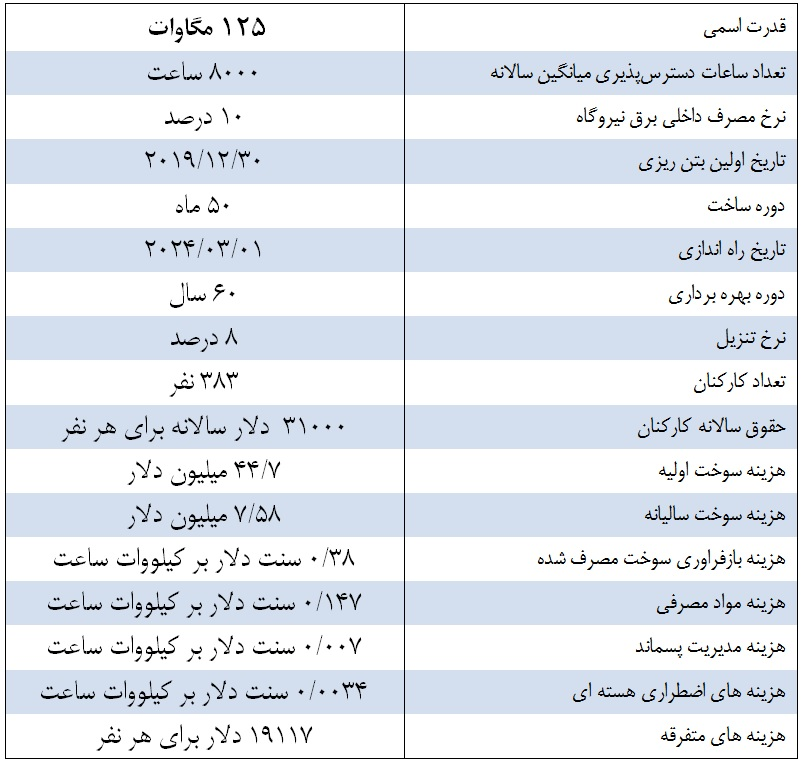 قدرت اسمی ۱۲۵ مگاوات
تعداد ساعات دسترس‌پذیری میانگین سالانه ۸۰۰۰ ساعت
نرخ مصرف داخلی برق نیروگاه ۱۰ درصد
تاریخ اولین بتن ریزی ۲۰۱۹/۱۲/۳۰
دوره ساخت ۵۰ ماه
تاریخ راه اندازی ۲۰۲۴/۰۳/۰۱
دوره بهره برداری ۶۰ سال
نرخ تنزیل ۸ درصد
تعداد کارکنان ۳۸۳ نفر
حقوق سالانه کارکنان ۳۱۰۰۰ دلار سالانه برای هر نفر
هزینه سوخت اولیه ۴۴/۷ میلیون دلار
هزینه سوخت سالیانه ۷/۵۸ میلیون دلار
هزینه بازفراوری سوخت مصرف شده ۰/۳۸ سنت دلار بر کیلووات ساعت
هزینه مواد مصرفی ۰/۱۴۷ سنت دلار بر کیلووات ساعت
هزینه مدیریت پسماند ۰/۰۰۷ سنت دلار بر کیلووات ساعت
هزینه های اضطراری هسته ای ۰/۰۰۳۴ سنت دلار بر کیلووات ساعت
هزینه های متفرقه ۱۹۱۱۷ دلار برای هر نفر